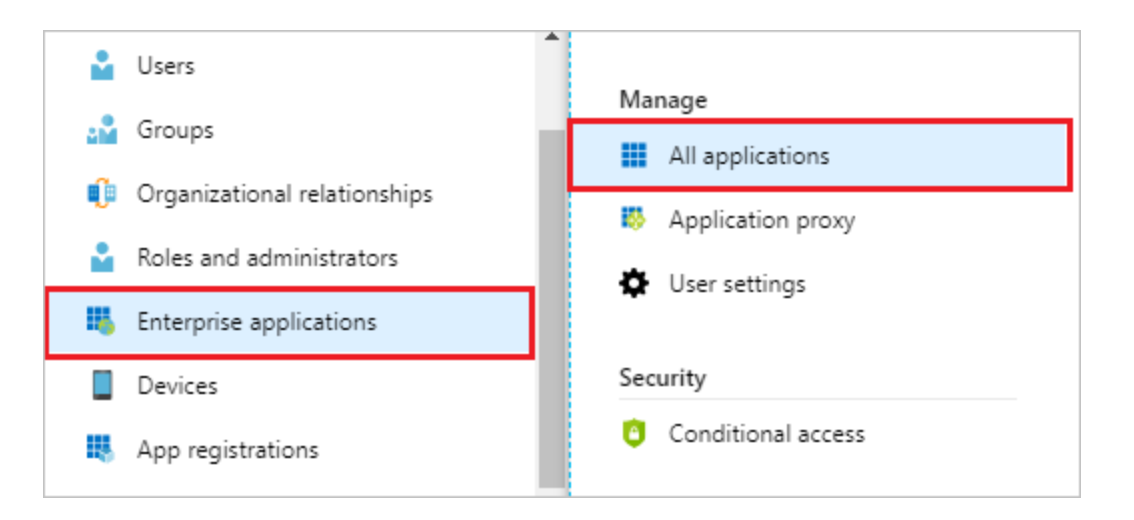 Users
Groups
Organizational relationships
Roles and administrators
Enterprise applications
Devices
App registrations
Manage
All applications
Application proxy
User settings
Security
Conditional access